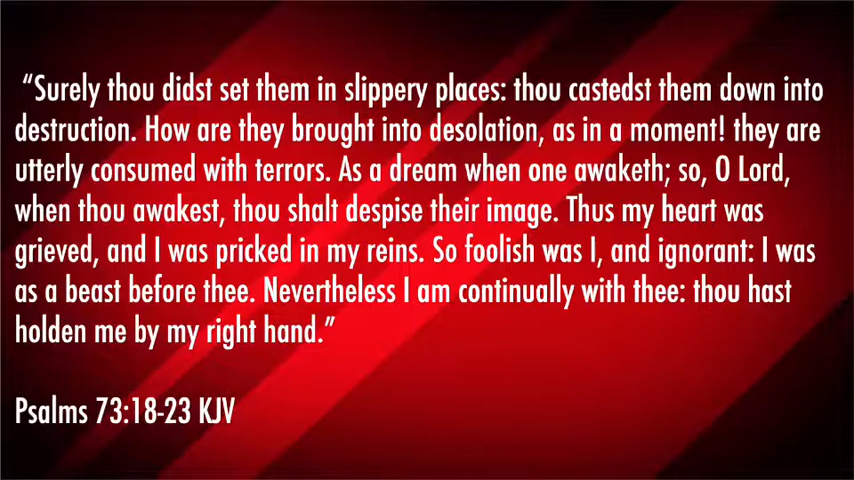 “Surely thou didst set them in slippery places: thou castedst them down into
destruction. How are they brought into desolation, as in a moment! they are
utterly consumed with terrors. As a dream when one awaketh; so, O Lord,
when thou awakest, thou shalt despise their image. Thus my heart was
grieved, and I was pricked in my reins. So foolish was I, and ignorant: I was
as a beast before thee. Nevertheless I am continually with thee: thou hast
holden me by my right hand.”
Psalms 73:18-23 KJV